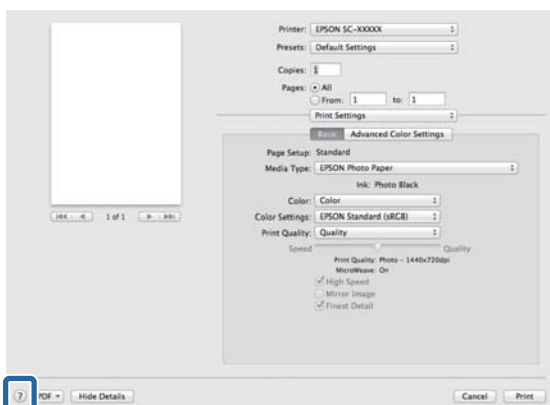 Printer: EPSON SC-XXXXX
Presets: Default Settings
Copies: 1
Pages: All
From: 1 to: 1
Print Settings
Basic Advanced Color Settings
Page Setup: Standard
Media Type: EPSON Photo Paper
Ink: Photo Black
Color: Color
1 of 1
Color Settings: EPSON Standard (sRGB)
Print Quality: Quality
Speed Quality
Print Quality: Photo - 1440x720dpi
MicroWeave: On
High Speed
Mirror Image
Finest Detail
? PDF Hide Details Cancel Print